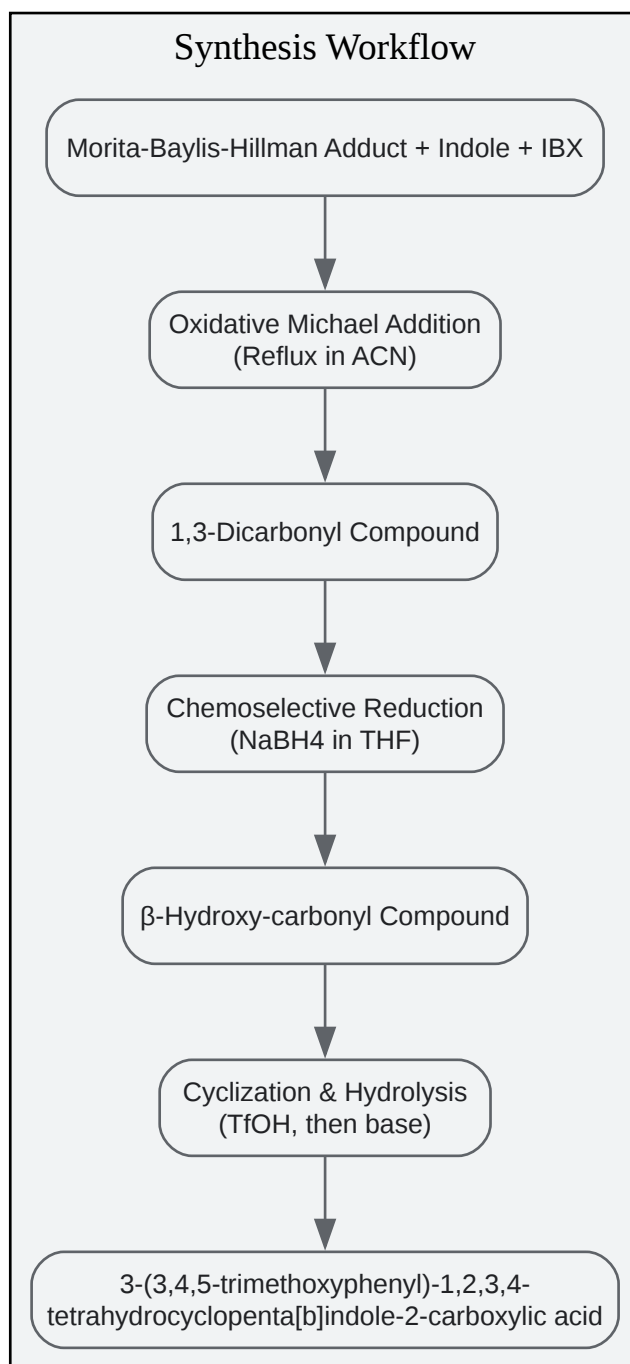 Synthesis Workflow
Morita-Baylis-Hillman Adduct + Indole + IBX
Oxidative Michael Addition
(Reflux in ACN)
1,3-Dicarbonyl Compound
Chemoselective Reduction
(NaBH4 in THF)
β-Hydroxy-carbonyl Compound
Cyclization & Hydrolysis
(TfOH, then base)
3-(3,4,5-trimethoxyphenyl)-1,2,3,4-
tetrahydrocyclopenta[b]indole-2-carboxylic acid